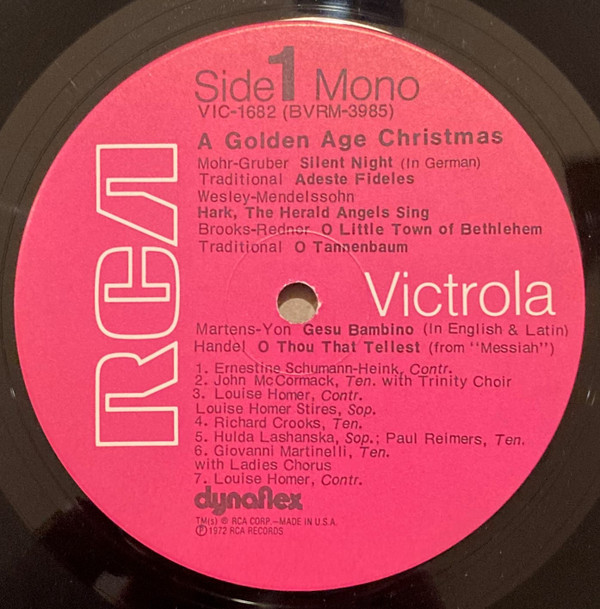 Side 1 Mono
VIC-1682 (BVRM-3985)
A Golden Age Christmas
Mohr-Gruber Silent Night (In German)
Traditional Adeste Fideles
Wesley-Mendelssohn
Hark, The Herald Angels Sing
Brooks-Redner O Little Town of Bethlehem
Traditional O Tannenbaum
RCA
Victrola
Martens-Yon Gesu Bambino (In English & Latin)
Handel O Thou That Tellest (from "Messiah")
1. Ernestine Schumann-Heink, Contr.
2. John McCormack, Ten. with Trinity Choir
3. Louise Homer, Contr.
Louise Homer Stires, Sop.
4. Richard Crooks, Ten.
5. Hulda Lashanska, Sop.; Paul Reimers, Ten.
6. Giovanni Martinelli, Ten.
with Ladies Chorus
7. Louise Homer, Contr.
dynaflex
TM(s) ® RCA CORP.—MADE IN U.S.A.
℗ 1972 RCA RECORDS